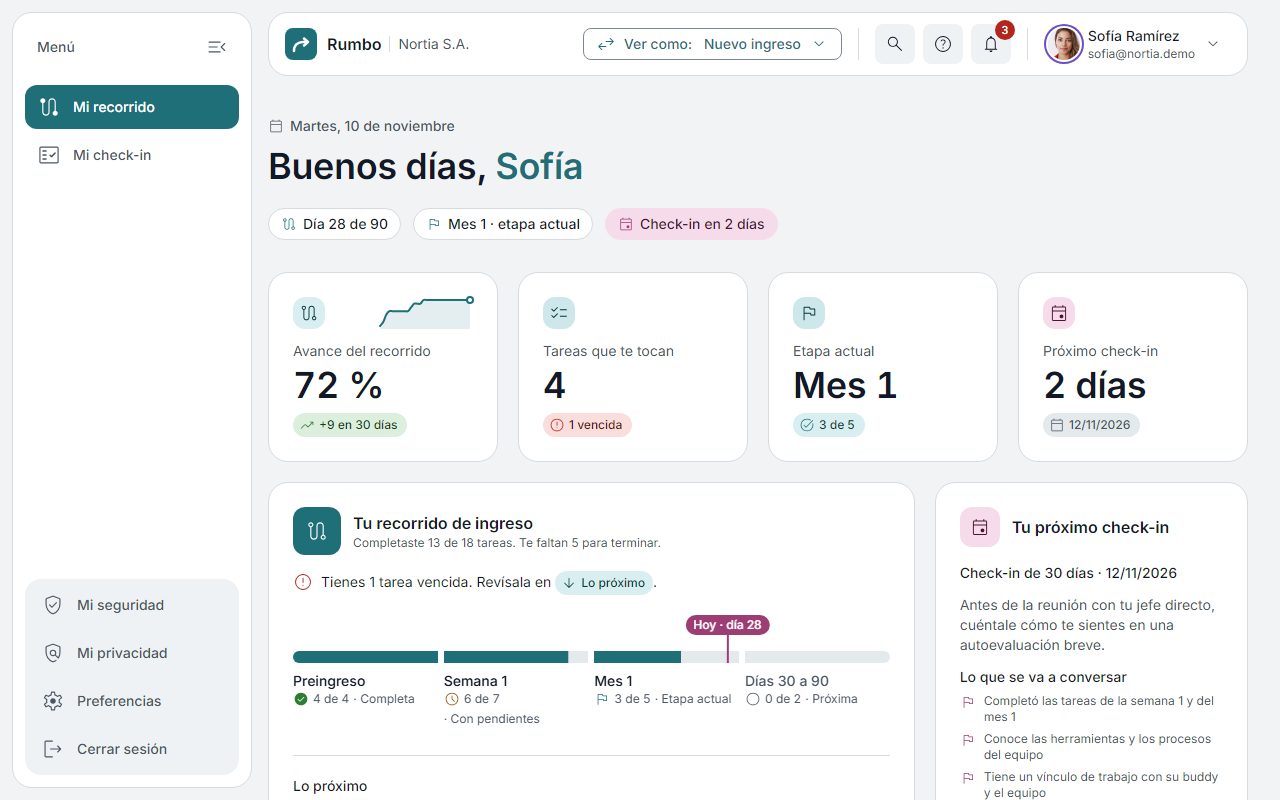 Menú
Mi recorrido
Mi check-in
Mi seguridad
Mi privacidad
Preferencias
Cerrar sesión
Rumbo
Nortia S.A.
Ver como: Nuevo ingreso
3
Sofía Ramírez
sofia@nortia.demo
Martes, 10 de noviembre
Buenos días, Sofía
Día 28 de 90
Mes 1 · etapa actual
Check-in en 2 días
Avance del recorrido
72 %
+9 en 30 días
Tareas que te tocan
4
1 vencida
Etapa actual
Mes 1
3 de 5
Próximo check-in
2 días
12/11/2026
Tu recorrido de ingreso
Completaste 13 de 18 tareas. Te faltan 5 para terminar.
Tienes 1 tarea vencida. Revísala en Lo próximo.
Hoy · día 28
Preingreso
4 de 4 · Completa
Semana 1
6 de 7
· Con pendientes
Mes 1
3 de 5 · Etapa actual
Días 30 a 90
0 de 2 · Próxima
Lo próximo
Tu próximo check-in
Check-in de 30 días · 12/11/2026
Antes de la reunión con tu jefe directo,
cuéntale cómo te sientes en una
autoevaluación breve.
Lo que se va a conversar
Completó las tareas de la semana 1 y del
mes 1
Conoce las herramientas y los procesos
del equipo
Tiene un vínculo de trabajo con su buddy
y el equipo